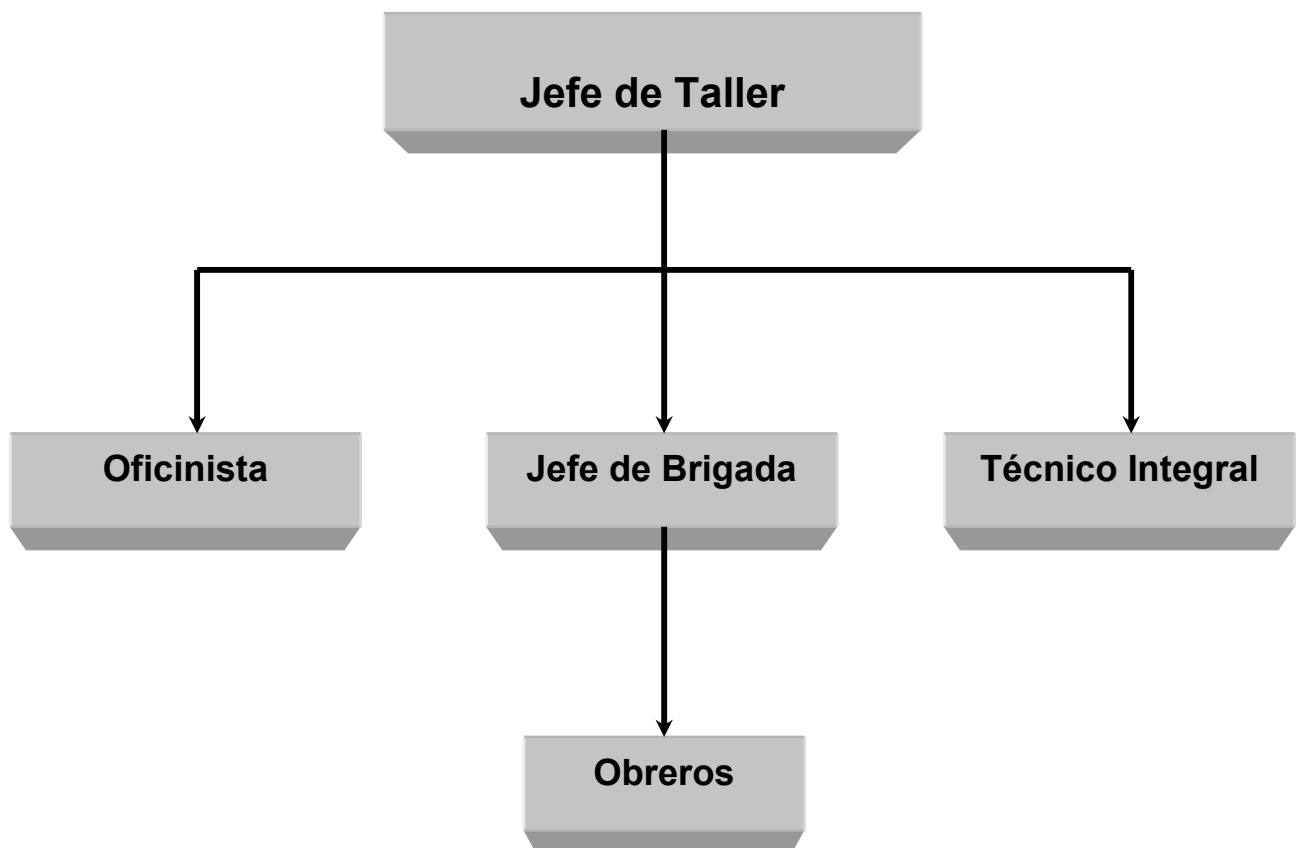 Jefe de Taller
Oficinista
Jefe de Brigada
Técnico Integral
Obreros